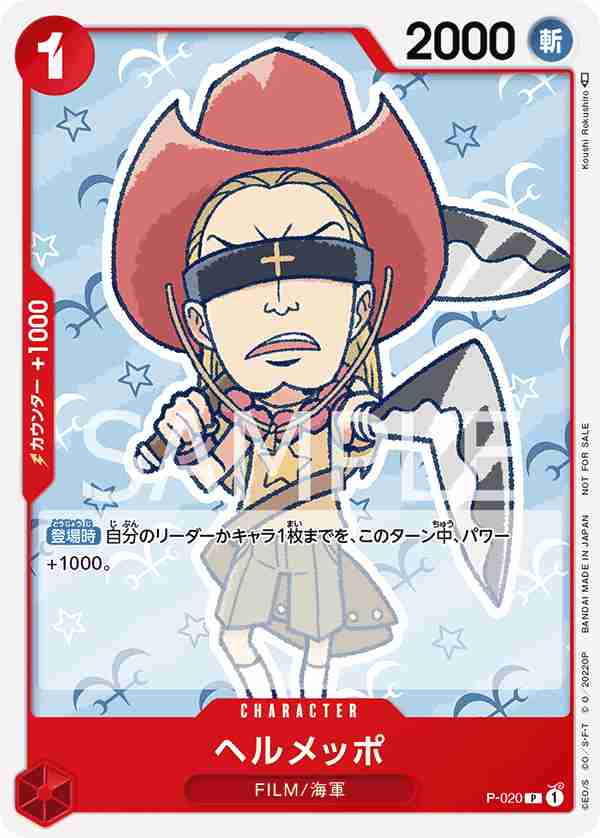 1
2000 斬
Koushi Rokushiro
カウンター +1000
SAMPLE
登場時 自分のリーダーかキャラ1枚までを、このターン中、パワー
+1000。
CHARACTER
ヘルメッポ
FILM/海軍
P-020 P 1
©EO/S ©O/S・F・T © O／2022OP BANDAI MADE IN JAPAN NOT FOR SALE